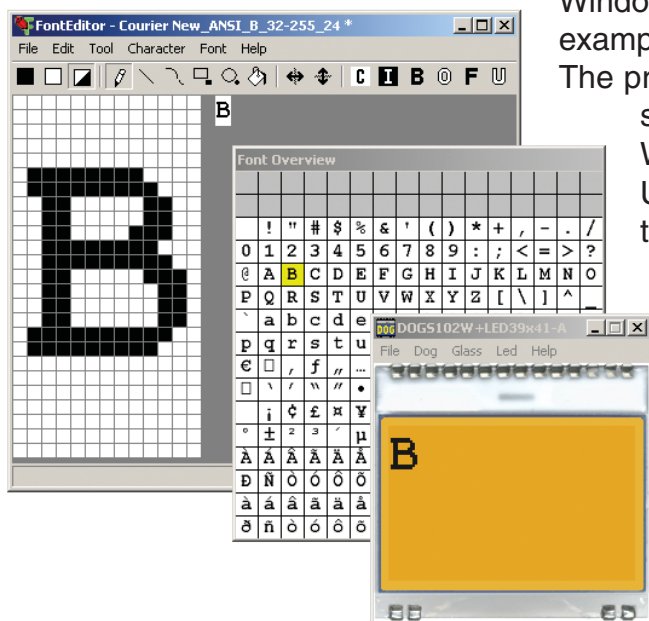 FontEditor - Courier New_ANSI_B_32-255_24 *
File Edit Tool Character Font Help
C I B O F U
B
Font Overview
! " # $ % & ' ( ) * + , - . /
0 1 2 3 4 5 6 7 8 9 : ; < = > ?
@ A B C D E F G H I J K L M N O
P Q R S T U V W X Y Z [ \ ] ^ _
` a b c d e
p q r s t u
€ □ , ƒ „ …
□ ‘ ’ “ ” •
¡ ¢ £ ¤ ¥
° ± ² ³ ´ µ
À Á Â Ã Ä Å
Ð Ñ Ò Ó Ô Õ
à á â ã ä å
ð ñ ò ó ô õ
DOG DOGS102W+LED39x41-A
File Dog Glass Led Help
B
Windo
examp
The pr
s
W
U
t